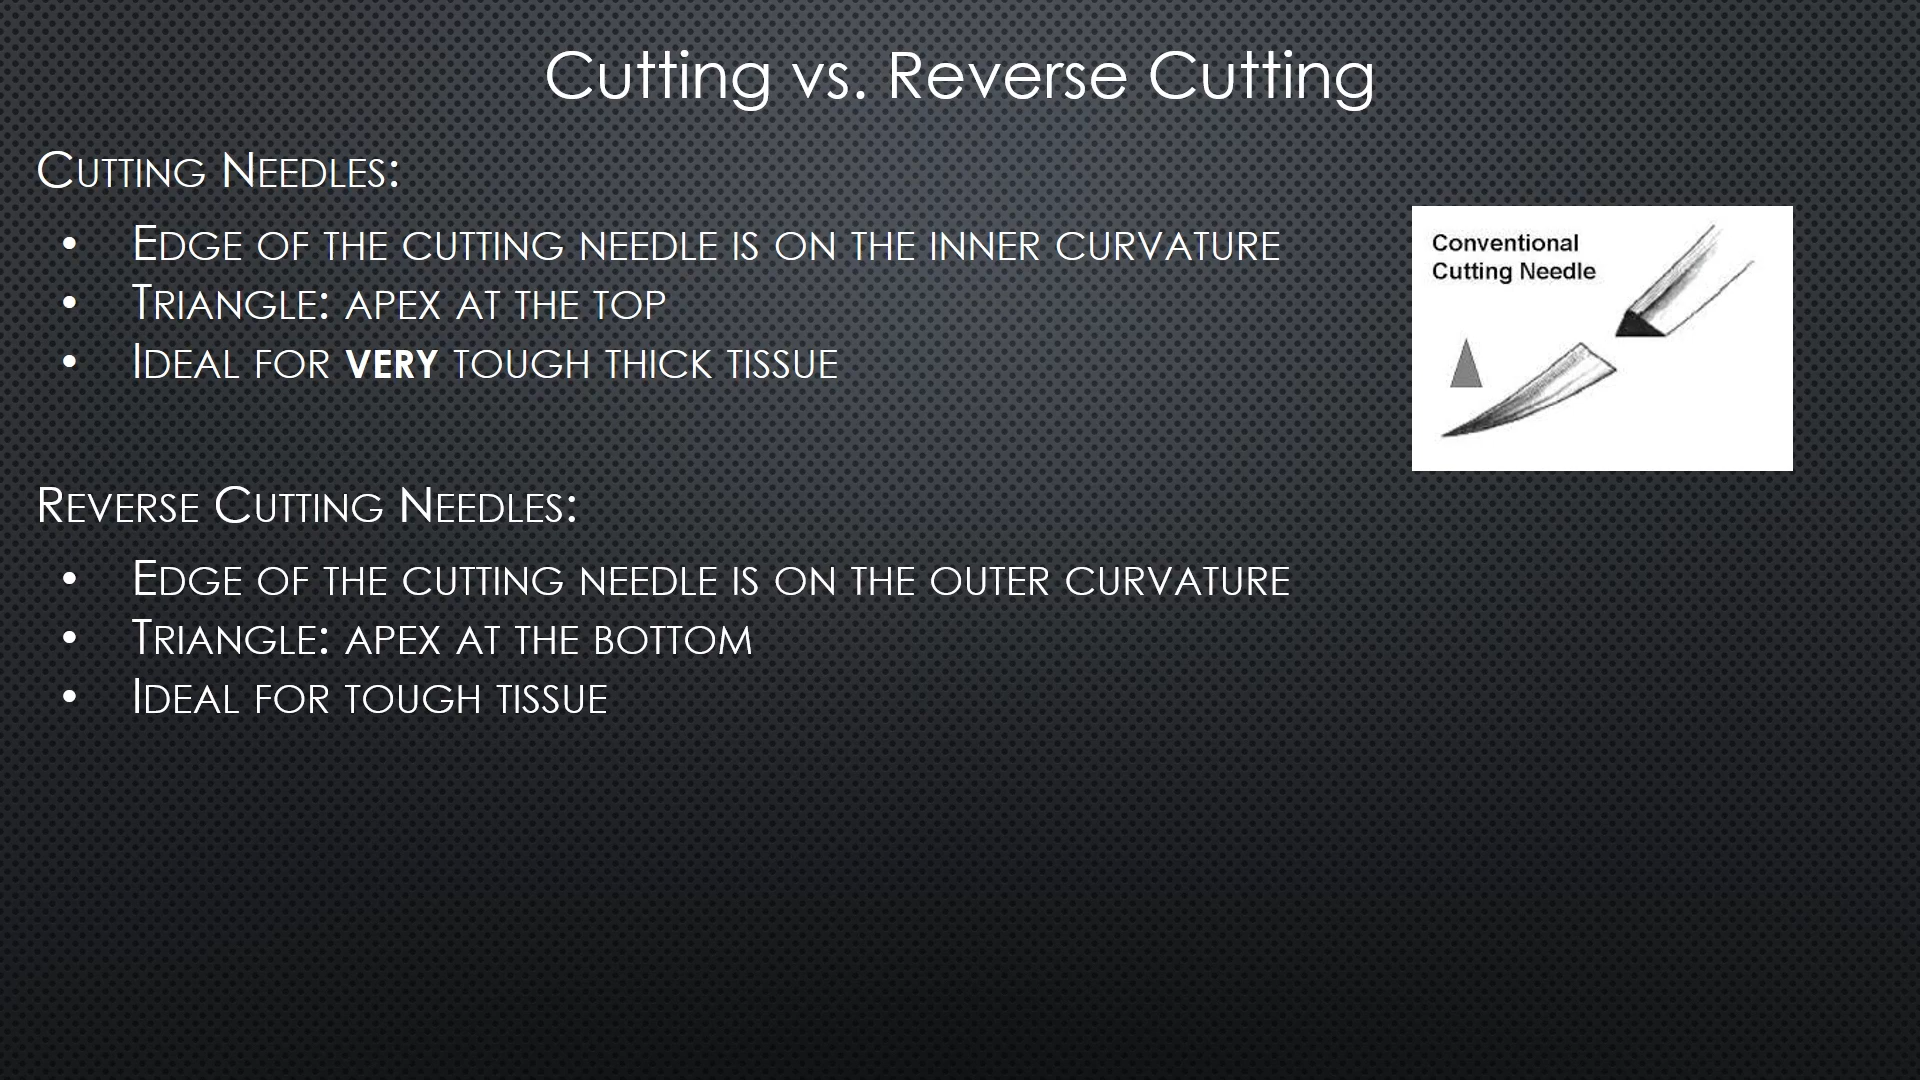 Cutting vs. Reverse Cutting
Cutting Needles:
• Edge of the cutting needle is on the inner curvature
• Triangle: apex at the top
• Ideal for very tough thick tissue
Conventional
Cutting Needle
Reverse Cutting Needles:
• Edge of the cutting needle is on the outer curvature
• Triangle: apex at the bottom
• Ideal for tough tissue